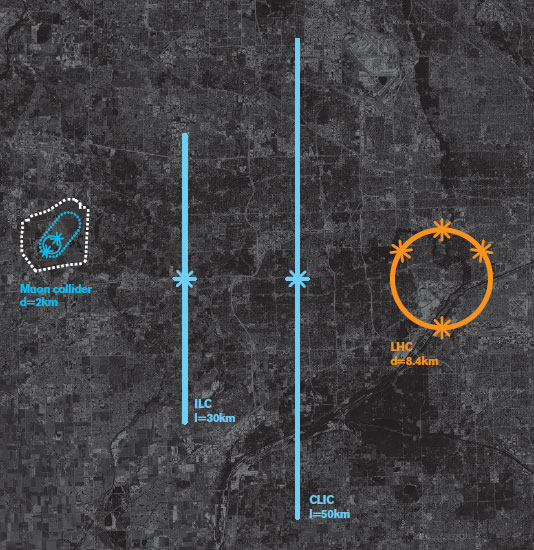 Muon collider
d=2km
ILC
l=30km
CLIC
l=50km
LHC
d=8.4km